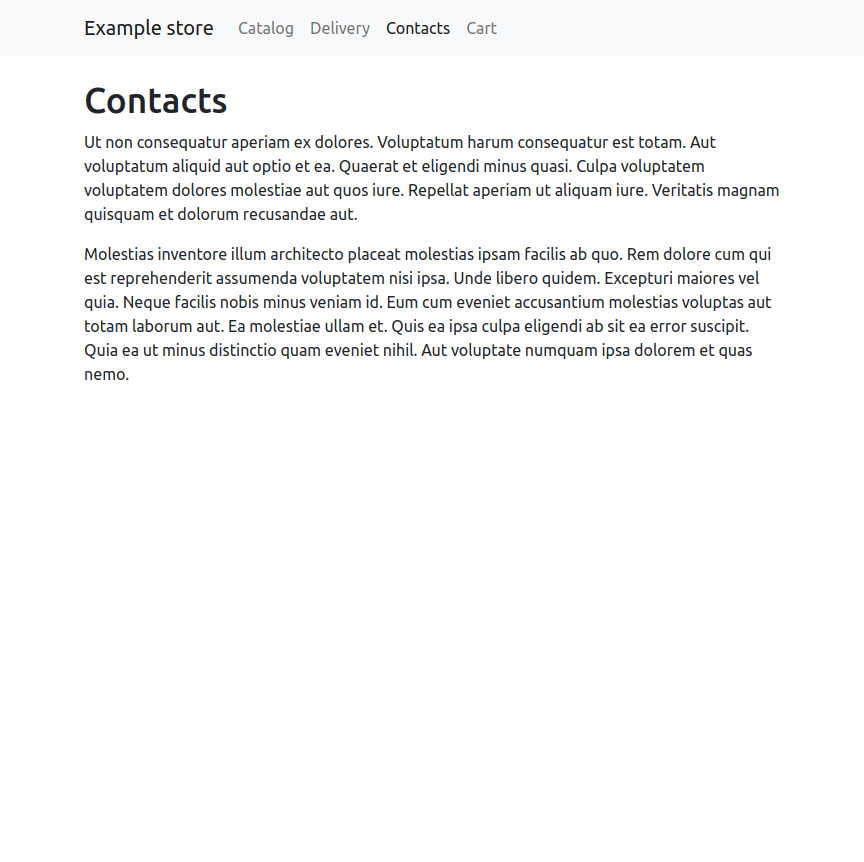 Example store Catalog Delivery Contacts Cart
Contacts
Ut non consequatur aperiam ex dolores. Voluptatum harum consequatur est totam. Aut
voluptatum aliquid aut optio et ea. Quaerat et eligendi minus quasi. Culpa voluptatem
voluptatem dolores molestiae aut quos iure. Repellat aperiam ut aliquam iure. Veritatis magnam
quisquam et dolorum recusandae aut.
Molestias inventore illum architecto placeat molestias ipsam facilis ab quo. Rem dolore cum qui
est reprehenderit assumenda voluptatem nisi ipsa. Unde libero quidem. Excepturi maiores vel
quia. Neque facilis nobis minus veniam id. Eum cum eveniet accusantium molestias voluptas aut
totam laborum aut. Ea molestiae ullam et. Quis ea ipsa culpa eligendi ab sit ea error suscipit.
Quia ea ut minus distinctio quam eveniet nihil. Aut voluptate numquam ipsa dolorem et quas
nemo.